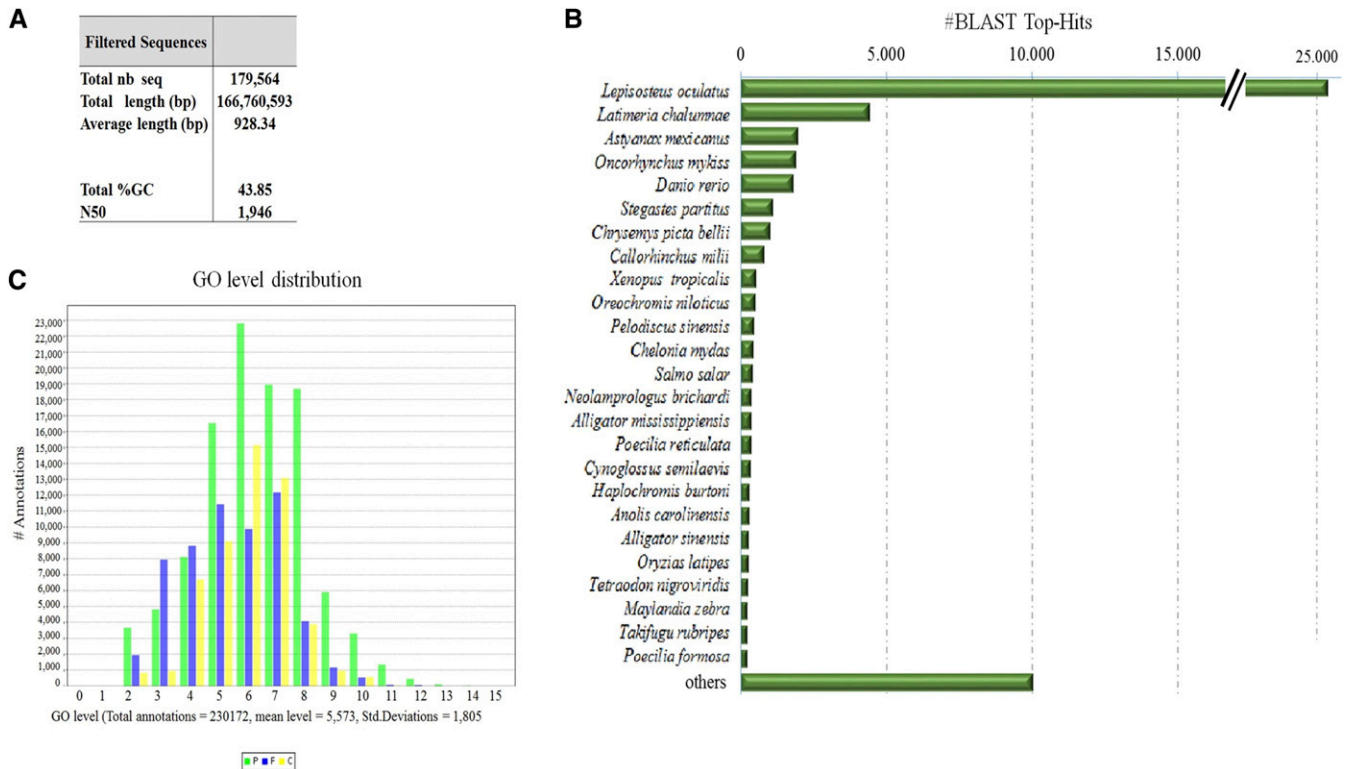 A
Filtered Sequences
Total nb seq 179,564
Total length (bp) 166,760,593
Average length (bp) 928.34
Total %GC 43.85
N50 1,946
B
#BLAST Top-Hits
0 5.000 10.000 15.000 25.000
Lepisosteus oculatus
Latimeria chalumnae
Astyanax mexicanus
Oncorhynchus mykiss
Danio rerio
Stegastes partitus
Chrysemys picta bellii
Callorhinchus milii
Xenopus tropicalis
Oreochromis niloticus
Pelodiscus sinensis
Chelonia mydas
Salmo salar
Neolamprologus brichardi
Alligator mississippiensis
Poecilia reticulata
Cynoglossus semilaevis
Haplochromis burtoni
Anolis carolinensis
Alligator sinensis
Oryzias latipes
Tetraodon nigroviridis
Maylandia zebra
Takifugu rubripes
Poecilia formosa
others
C
GO level distribution
# Annotations
23,000
22,000
21,000
20,000
19,000
18,000
17,000
16,000
15,000
14,000
13,000
12,000
11,000
10,000
9,000
8,000
7,000
6,000
5,000
4,000
3,000
2,000
1,000
0
0 1 2 3 4 5 6 7 8 9 10 11 12 13 14 15
GO level (Total annotations = 230172, mean level = 5,573, Std.Deviations = 1,805
P F C